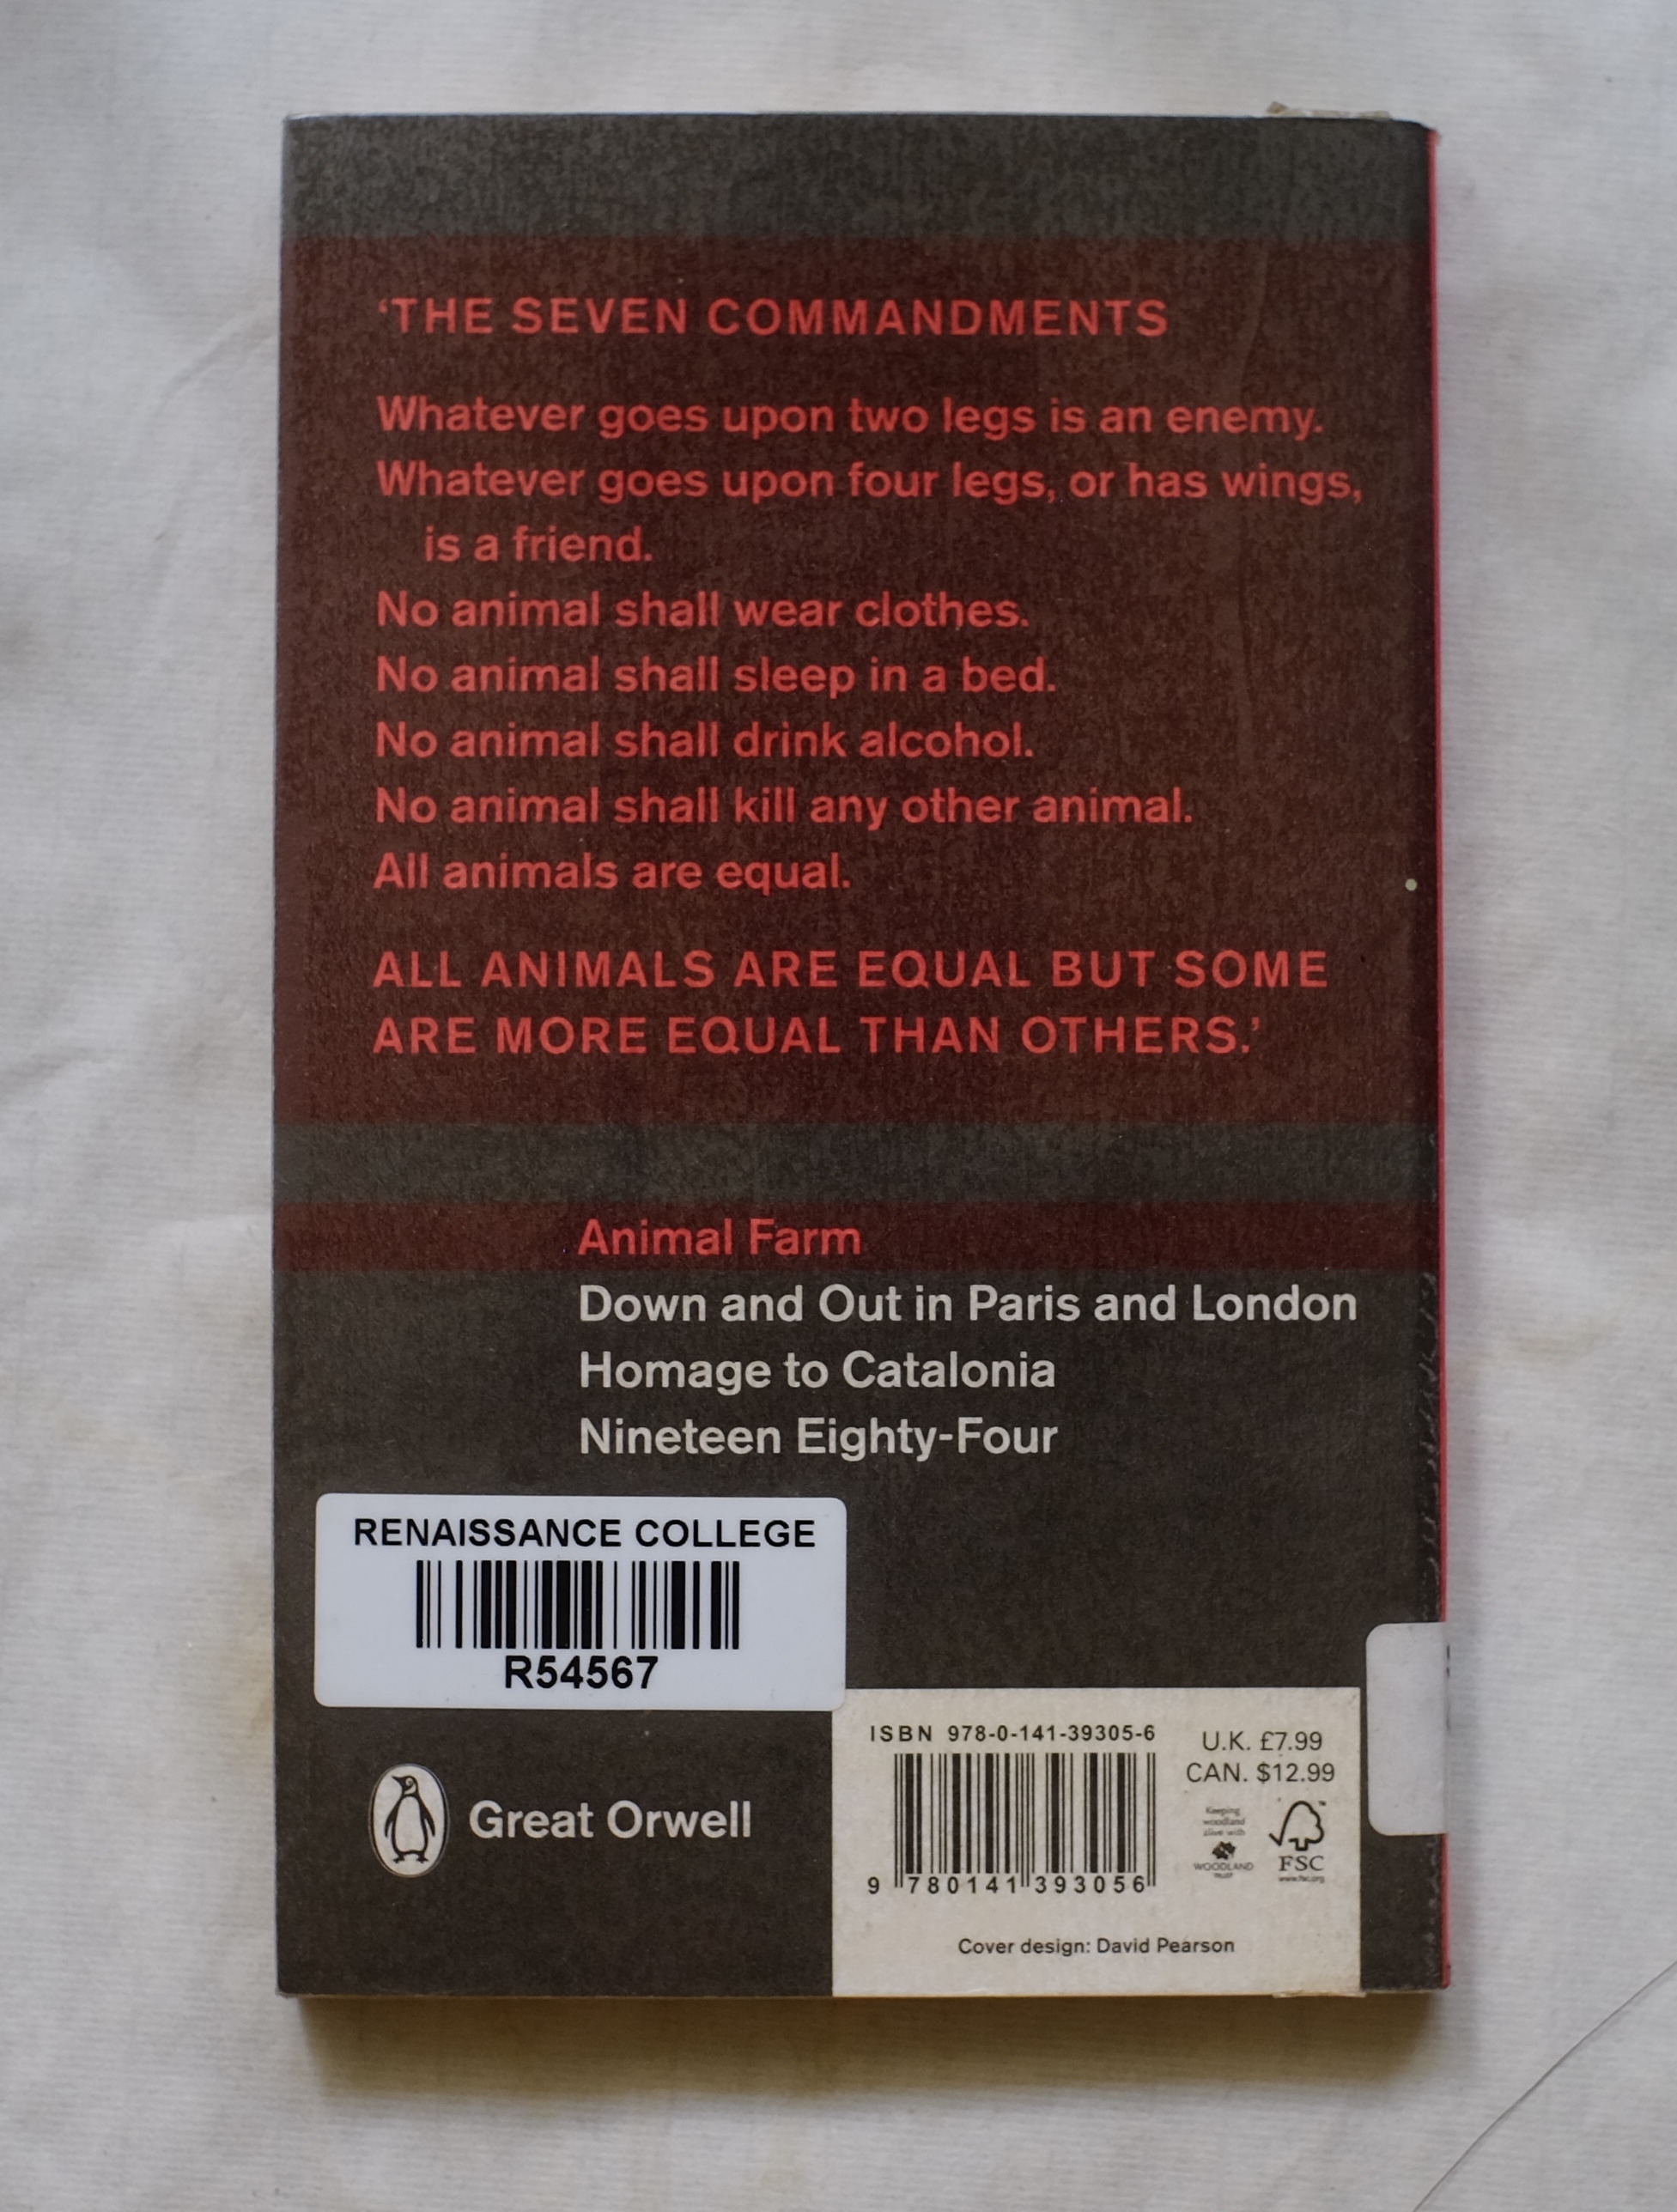 ‘THE SEVEN COMMANDMENTS
Whatever goes upon two legs is an enemy.
Whatever goes upon four legs, or has wings,
is a friend.
No animal shall wear clothes.
No animal shall sleep in a bed.
No animal shall drink alcohol.
No animal shall kill any other animal.
All animals are equal.
ALL ANIMALS ARE EQUAL BUT SOME
ARE MORE EQUAL THAN OTHERS.’
Animal Farm
Down and Out in Paris and London
Homage to Catalonia
Nineteen Eighty-Four
RENAISSANCE COLLEGE
R54567
Great Orwell
ISBN 978-0-141-39305-6
9 780141 393056
U.K. £7.99
CAN. $12.99
Keeping
woodland
alive with
WOODLAND
TRUST
FSC
www.fsc.org
Cover design: David Pearson